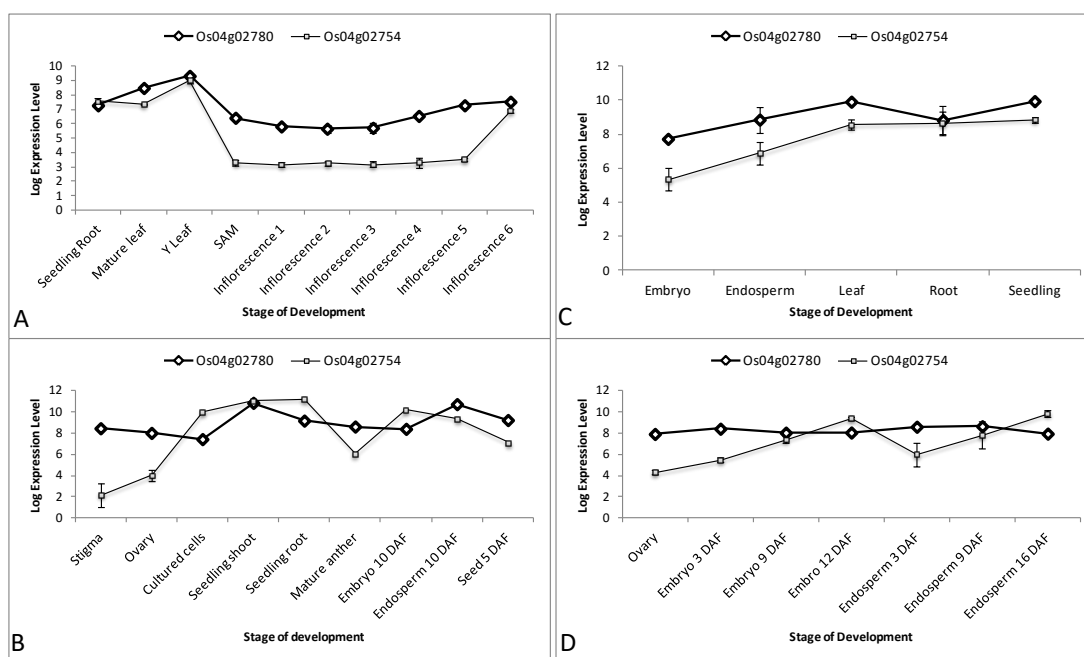 Os04g02780 Os04g02754
Log Expression Level
10
9
8
7
6
5
4
3
2
1
0
Seedling Root
Mature leaf
Y Leaf
SAM
Inflorescence 1
Inflorescence 2
Inflorescence 3
Inflorescence 4
Inflorescence 5
Inflorescence 6
Stage of Development
A
Os04g02780 Os04g02754
Log Expression Level
12
10
8
6
4
2
0
Embryo
Endosperm
Leaf
Root
Seedling
Stage of Development
C
Os04g02780 Os04g02754
Log Expression Level
12
10
8
6
4
2
0
Stigma
Ovary
Cultured cells
Seedling shoot
Seedling root
Mature anther
Embryo 10 DAF
Endosperm 10 DAF
Seed 5 DAF
Stage of development
B
Os04g02780 Os04g02754
Log Expression Level
12
10
8
6
4
2
0
Ovary
Embryo 3 DAF
Embryo 9 DAF
Embro 12 DAF
Endosperm 3 DAF
Endosperm 9 DAF
Endosperm 16 DAF
Stage of Development
D